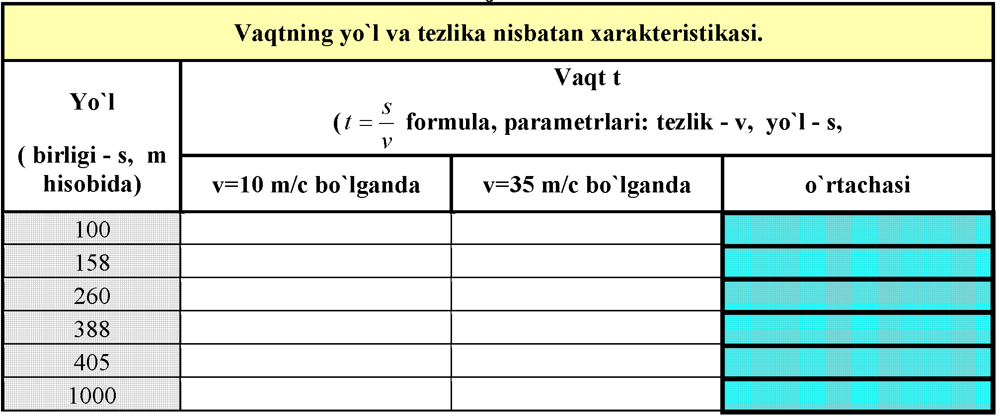 Vaqtning yo`l va tezlika nisbatan xarakteristikasi.
Yo`l
( birligi - s, m
hisobida)
Vaqt t
( t = s/v formula, parametrlari: tezlik - v, yo`l - s,
v=10 m/c bo`lganda
v=35 m/c bo`lganda
o`rtachasi
100
158
260
388
405
1000